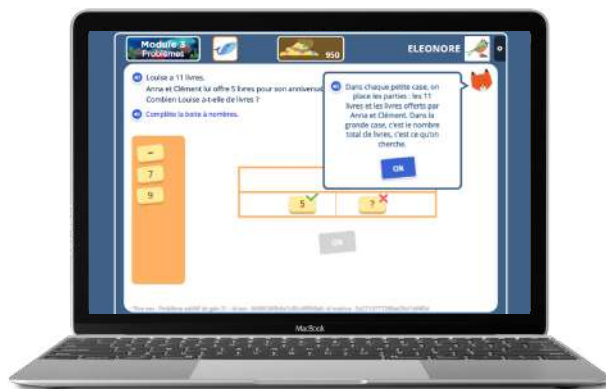 Module 3
Problèmes
950
ELEONORE
Louise a 11 livres.
Anna et Clément lui offre 5 livres pour son anniversai
Combien Louise a-t-elle de livres ?
Complète la boîte à nombres.
Dans chaque petite case, on
place les parties : les 11
livres et les livres offerts par
Anna et Clément. Dans la
grande case, c'est le nombre
total de livres, c'est ce qu'on
cherche.
Ok
–
7
9
5
?
Ok
MacBook